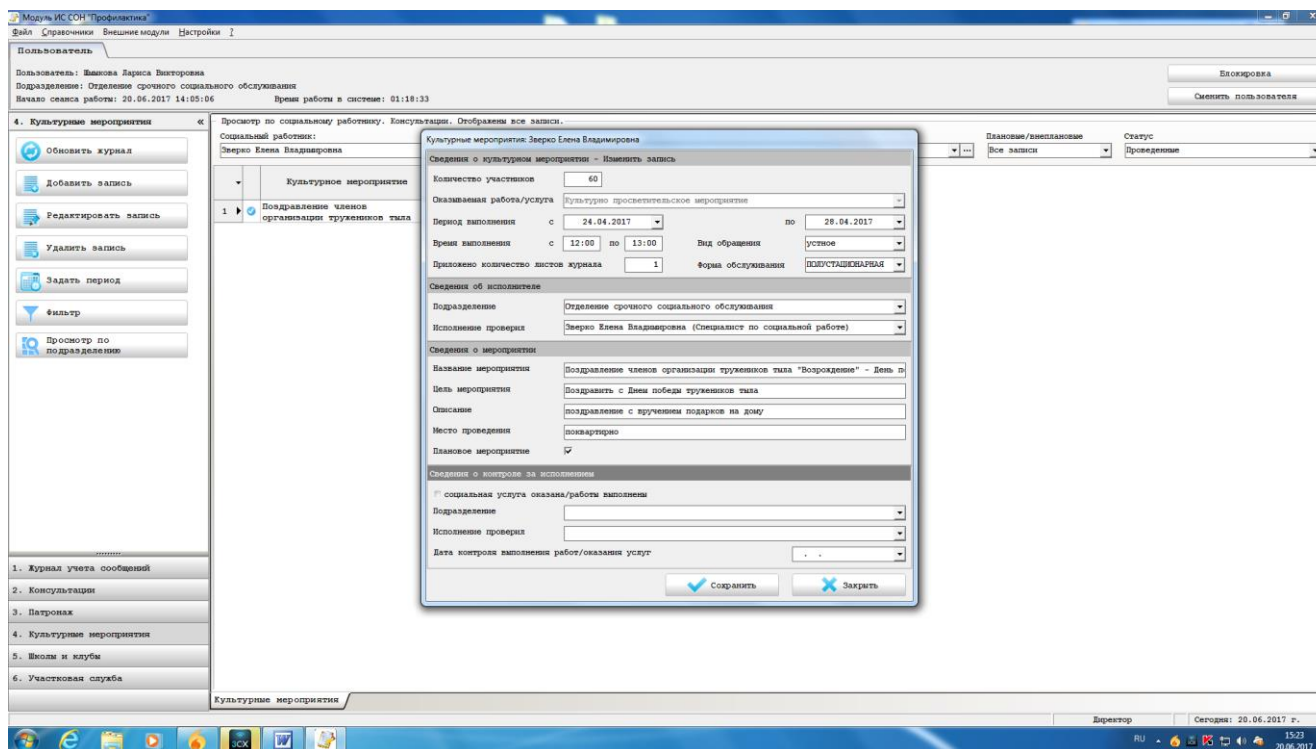 Модуль ИС СОН "Профилактика"
Файл Справочники Внешние модули Настройки ?
Пользователь
Пользователь: Шмыкова Лариса Викторовна
Подразделение: Отделение срочного социального обслуживания
Начало сеанса работы: 20.06.2017 14:05:06 Время работы в системе: 01:18:33
Блокировка
Сменить пользователя
4. Культурные мероприятия «
Обновить журнал
Добавить запись
Редактировать запись
Удалить запись
Задать период
Фильтр
Просмотр по
подразделению
1. Журнал учета сообщений
2. Консультации
3. Патронаж
4. Культурные мероприятия
5. Школы и клубы
6. Участковая служба
Просмотр по социальному работнику. Консультации. Отображены все записи.
Социальный работник:
Зверко Елена Владимировна
Плановые/внеплановые Статус
Все записи Проведенные
Культурное мероприятие
1 Поздравление членов
организации тружеников тыла
Культурные мероприятия: Зверко Елена Владимировна
Сведения о культурном мероприятии - Изменить запись
Количество участников 60
Оказываемая работа/услуга Культурно просветительское мероприятие
Период выполнения с 24.04.2017 по 28.04.2017
Время выполнения с 12:00 по 13:00 Вид обращения устное
Приложено количество листов журнала 1 Форма обслуживания ПОЛУСТАЦИОНАРНАЯ
Сведения об исполнителе
Подразделение Отделение срочного социального обслуживания
Исполнение проверил Зверко Елена Владимировна (Специалист по социальной работе)
Сведения о мероприятии
Название мероприятия Поздравление членов организации тружеников тыла "Возрождение" - День п
Цель мероприятия Поздравить с Днем победы тружеников тыла
Описание поздравление с вручением подарков на дому
Место проведения поквартирно
Плановое мероприятие
Сведения о контроле за исполнением
социальная услуга оказана/работы выполнены
Подразделение
Исполнение проверил
Дата контроля выполнения работ/оказания услуг . .
Сохранить Закрыть
Культурные мероприятия
Директор Сегодня: 20.06.2017 г.
3CX W RU 15:23
20.06.2017